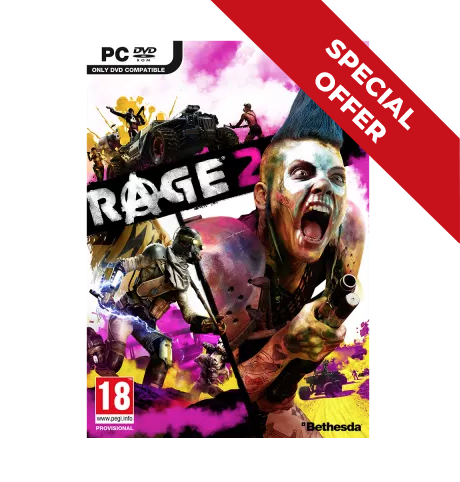 PC DVD
ROM
ONLY DVD COMPATIBLE
SPECIAL
OFFER
RAGE 2
18
www.pegi.info
PROVISIONAL
Bethesda